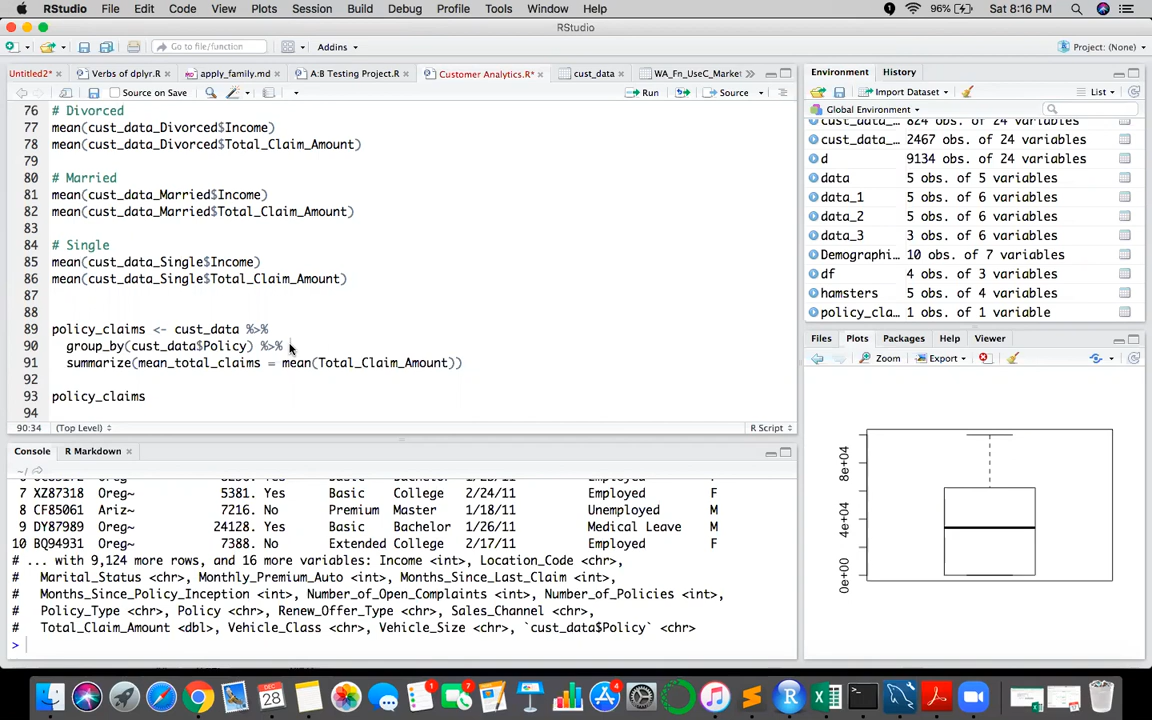 RStudio File Edit Code View Plots Session Build Debug Profile Tools Window Help 96% Sat 8:16 PM
RStudio
Go to file/function Addins Project: (None)
Untitled2* Verbs of dplyr.R apply_family.md A:B Testing Project.R Customer Analytics.R* cust_data WA_Fn_UseC_Market
Source on Save Run Source
76 # Divorced
77 mean(cust_data_Divorced$Income)
78 mean(cust_data_Divorced$Total_Claim_Amount)
79
80 # Married
81 mean(cust_data_Married$Income)
82 mean(cust_data_Married$Total_Claim_Amount)
83
84 # Single
85 mean(cust_data_Single$Income)
86 mean(cust_data_Single$Total_Claim_Amount)
87
88
89 policy_claims <- cust_data %>%
90 group_by(cust_data$Policy) %>%
91 summarize(mean_total_claims = mean(Total_Claim_Amount))
92
93 policy_claims
94
90:34 (Top Level) R Script
Console R Markdown
~/
7 XZ87318 Oreg~ 5381. Yes Basic College 2/24/11 Employed F
8 CF85061 Ariz~ 7216. No Premium Master 1/18/11 Unemployed M
9 DY87989 Oreg~ 24128. Yes Basic Bachelor 1/26/11 Medical Leave M
10 BQ94931 Oreg~ 7388. No Extended College 2/17/11 Employed F
# ... with 9,124 more rows, and 16 more variables: Income <int>, Location_Code <chr>,
# Marital_Status <chr>, Monthly_Premium_Auto <int>, Months_Since_Last_Claim <int>,
# Months_Since_Policy_Inception <int>, Number_of_Open_Complaints <int>, Number_of_Policies <int>,
# Policy_Type <chr>, Policy <chr>, Renew_Offer_Type <chr>, Sales_Channel <chr>,
# Total_Claim_Amount <dbl>, Vehicle_Class <chr>, Vehicle_Size <chr>, `cust_data$Policy` <chr>
>
Environment History
Import Dataset List
Global Environment
cust_data_... 824 obs. of 24 variables
cust_data_... 2467 obs. of 24 variables
d 9134 obs. of 24 variables
data 5 obs. of 5 variables
data_1 5 obs. of 6 variables
data_2 5 obs. of 6 variables
data_3 3 obs. of 6 variables
Demographi... 10 obs. of 7 variables
df 4 obs. of 3 variables
hamsters 5 obs. of 4 variables
policy_cla... 1 obs. of 1 variable
Files Plots Packages Help Viewer
Zoom Export
8e+04
4e+04
0e+00
DEC
28
1
7
4